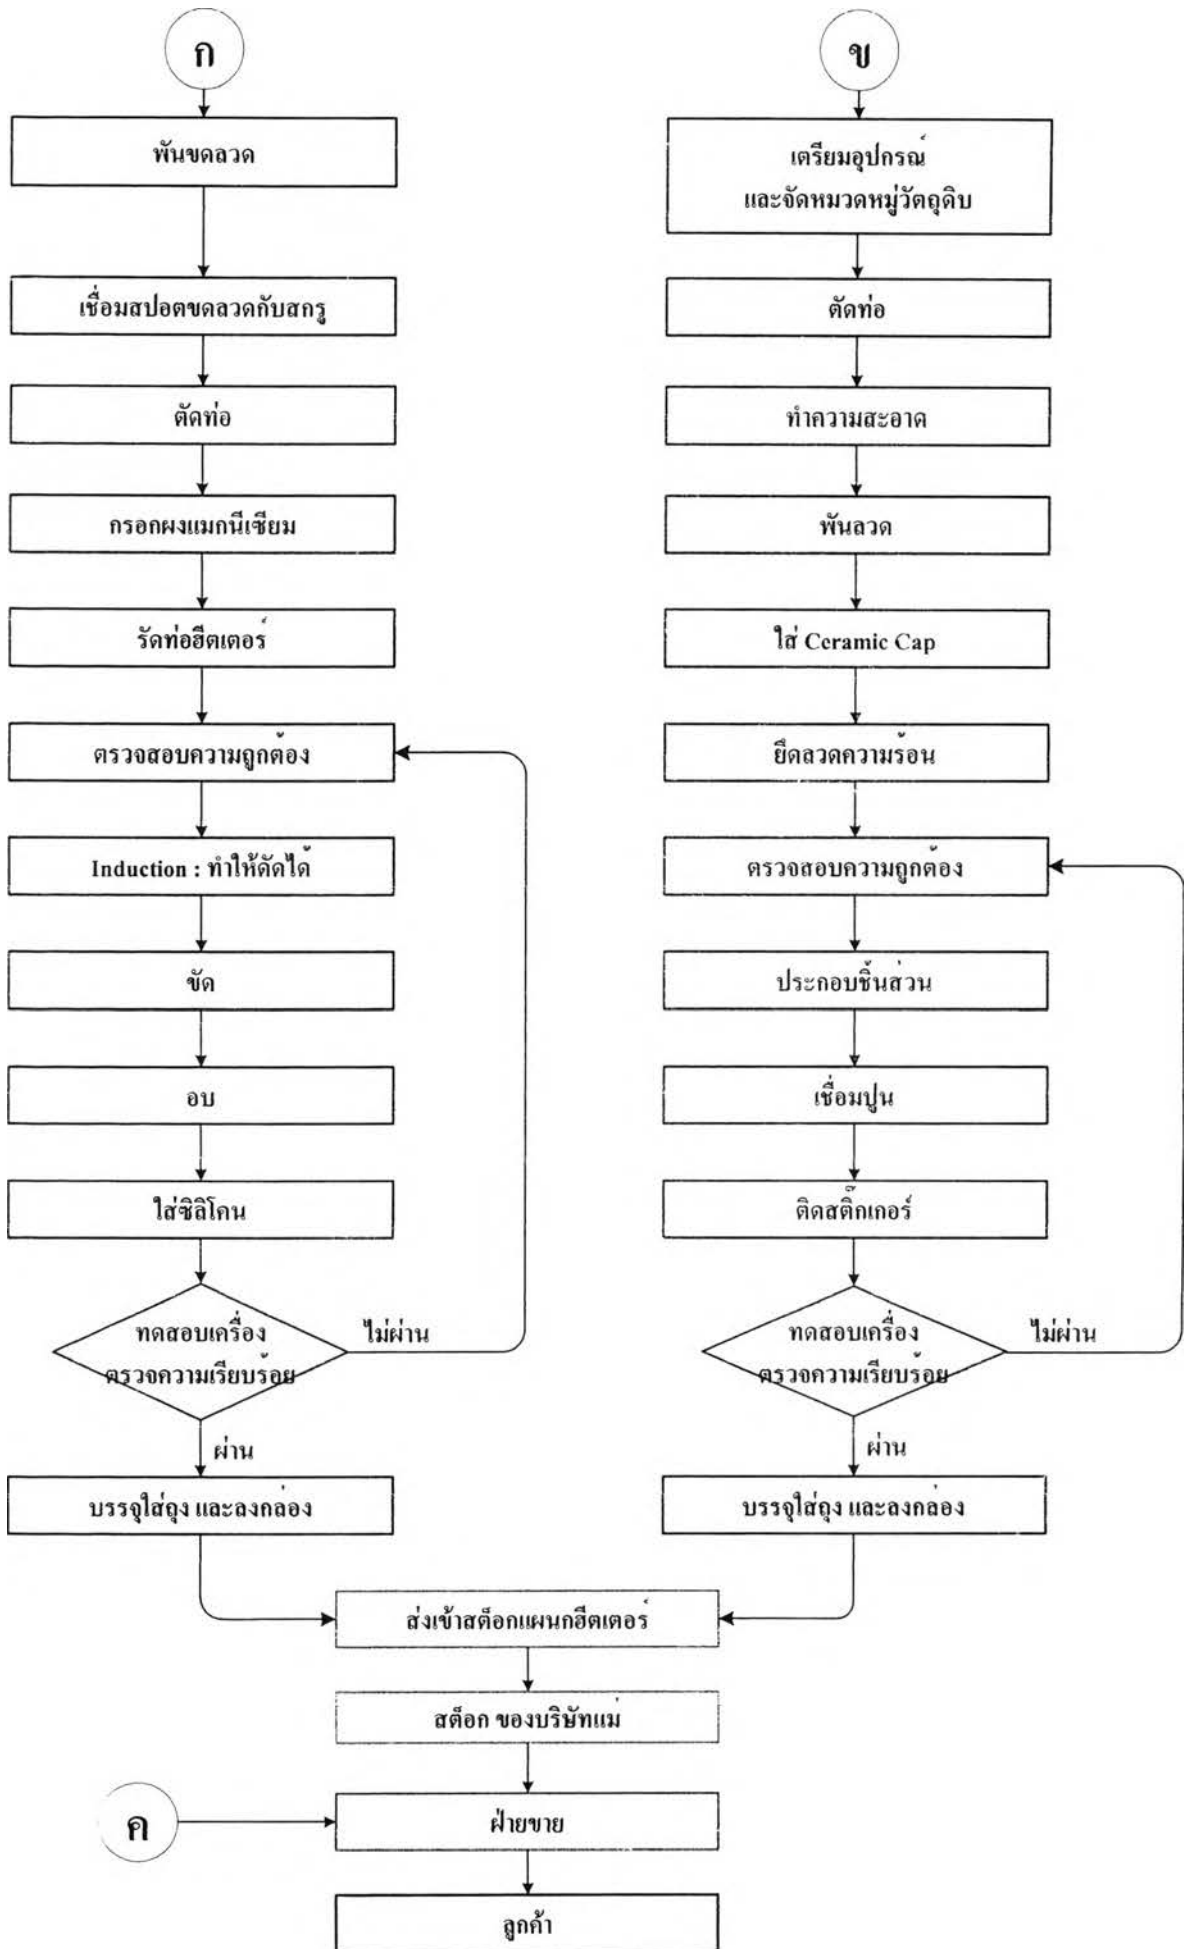 ก
พันขดลวด
เชื่อมสปอตขดลวดกับสกรู
ตัดท่อ
กรอกผงแมกนีเซียม
รัดท่อฮีตเตอร์
ตรวจสอบความถูกต้อง
Induction : ทำให้ดัดได้
ขัด
อบ
ใส่ซิลิโคน
ทดสอบเครื่อง
ตรวจความเรียบร้อย
ไม่ผ่าน
ผ่าน
บรรจุใส่ถุง และลงกล่อง
ข
เตรียมอุปกรณ์
และจัดหมวดหมู่วัตถุดิบ
ตัดท่อ
ทำความสะอาด
พันลวด
ใส่ Ceramic Cap
ยึดลวดความร้อน
ตรวจสอบความถูกต้อง
ประกอบชิ้นส่วน
เชื่อมปูน
ติดสติ๊กเกอร์
ทดสอบเครื่อง
ตรวจความเรียบร้อย
ไม่ผ่าน
ผ่าน
บรรจุใส่ถุง และลงกล่อง
ส่งเข้าสต็อกแผนกฮีตเตอร์
สต็อก ของบริษัทแม่
ค
ฝ่ายขาย
ลูกค้า